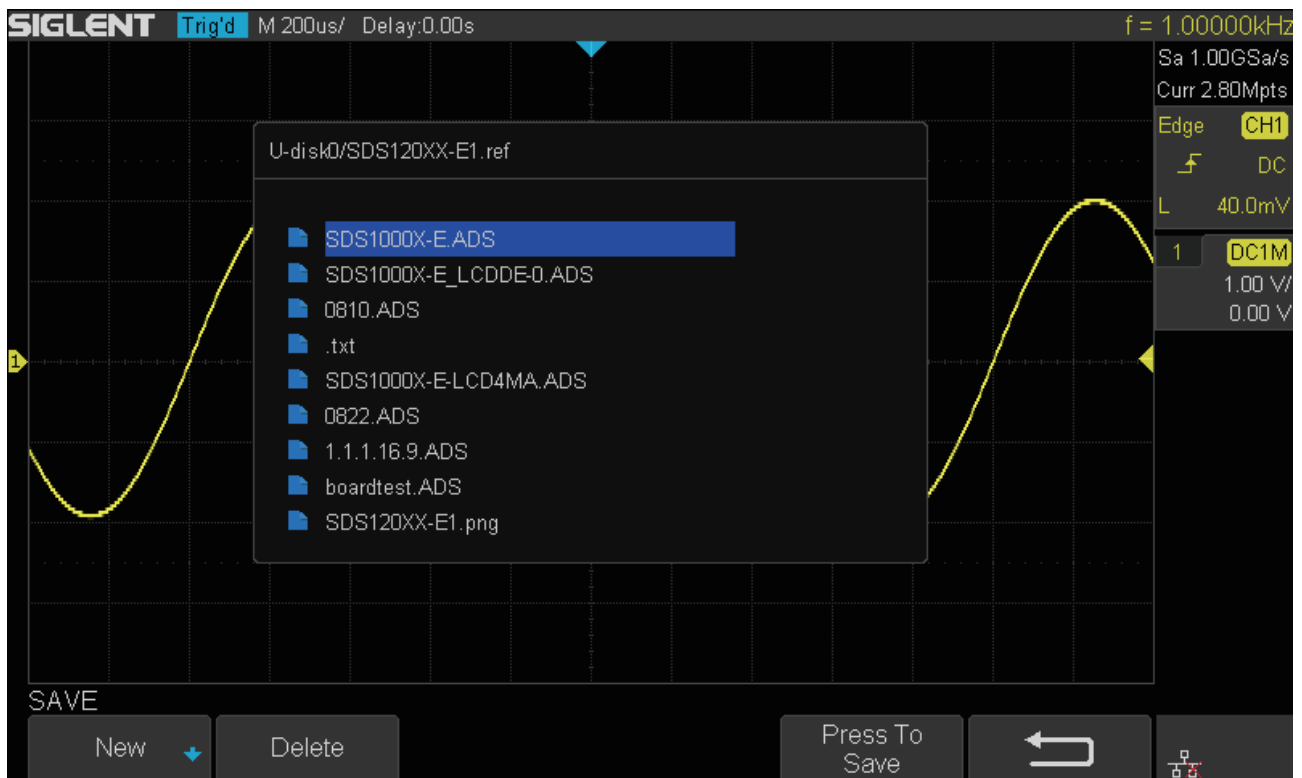 SIGLENT Trig'd M 200us/ Delay:0.00s f = 1.00000kHz
Sa 1.00GSa/s
Curr 2.80Mpts
Edge CH1
DC
L 40.0mV
1 DC1M
1.00 V/
0.00 V
U-disk0/SDS120XX-E1.ref
SDS1000X-E.ADS
SDS1000X-E_LCDDE-0.ADS
0810.ADS
.txt
SDS1000X-E-LCD4MA.ADS
0822.ADS
1.1.1.16.9.ADS
boardtest.ADS
SDS120XX-E1.png
1
SAVE
New Delete Press To
Save